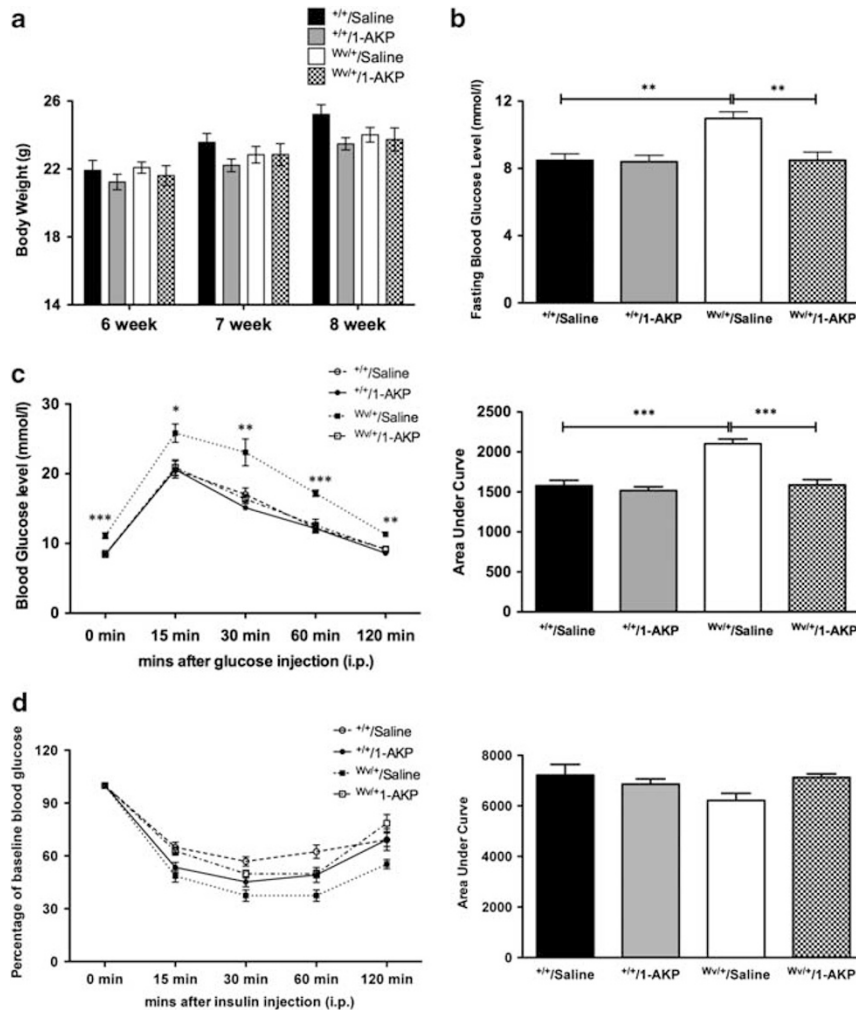 a
+/+/Saline
+/+/1-AKP
Wv/+/Saline
Wv/+/1-AKP
Body Weight (g)
26
22
18
14
6 week 7 week 8 week
b
** **
Fasting Blood Glucose Level (mmol/l)
12
8
4
0
+/+/Saline +/+/1-AKP Wv/+/Saline Wv/+/1-AKP
c
+/+/Saline
+/+/1-AKP
Wv/+/Saline
Wv/+/1-AKP
Blood Glucose level (mmol/l)
30
20
10
0
*** * ** *** **
0 min 15 min 30 min 60 min 120 min
mins after glucose injection (i.p.)
*** ***
Area Under Curve
2500
2000
1500
1000
500
0
+/+/Saline +/+/1-AKP Wv/+/Saline Wv/+/1-AKP
d
+/+/Saline
+/+/1-AKP
Wv/+/Saline
Wv/+1-AKP
Percentage of baseline blood glucose
120
90
60
30
0
0 min 15 min 30 min 60 min 120 min
mins after insulin injection (i.p.)
Area Under Curve
8000
6000
4000
2000
0
+/+/Saline +/+/1-AKP Wv/+/Saline Wv/+/1-AKP